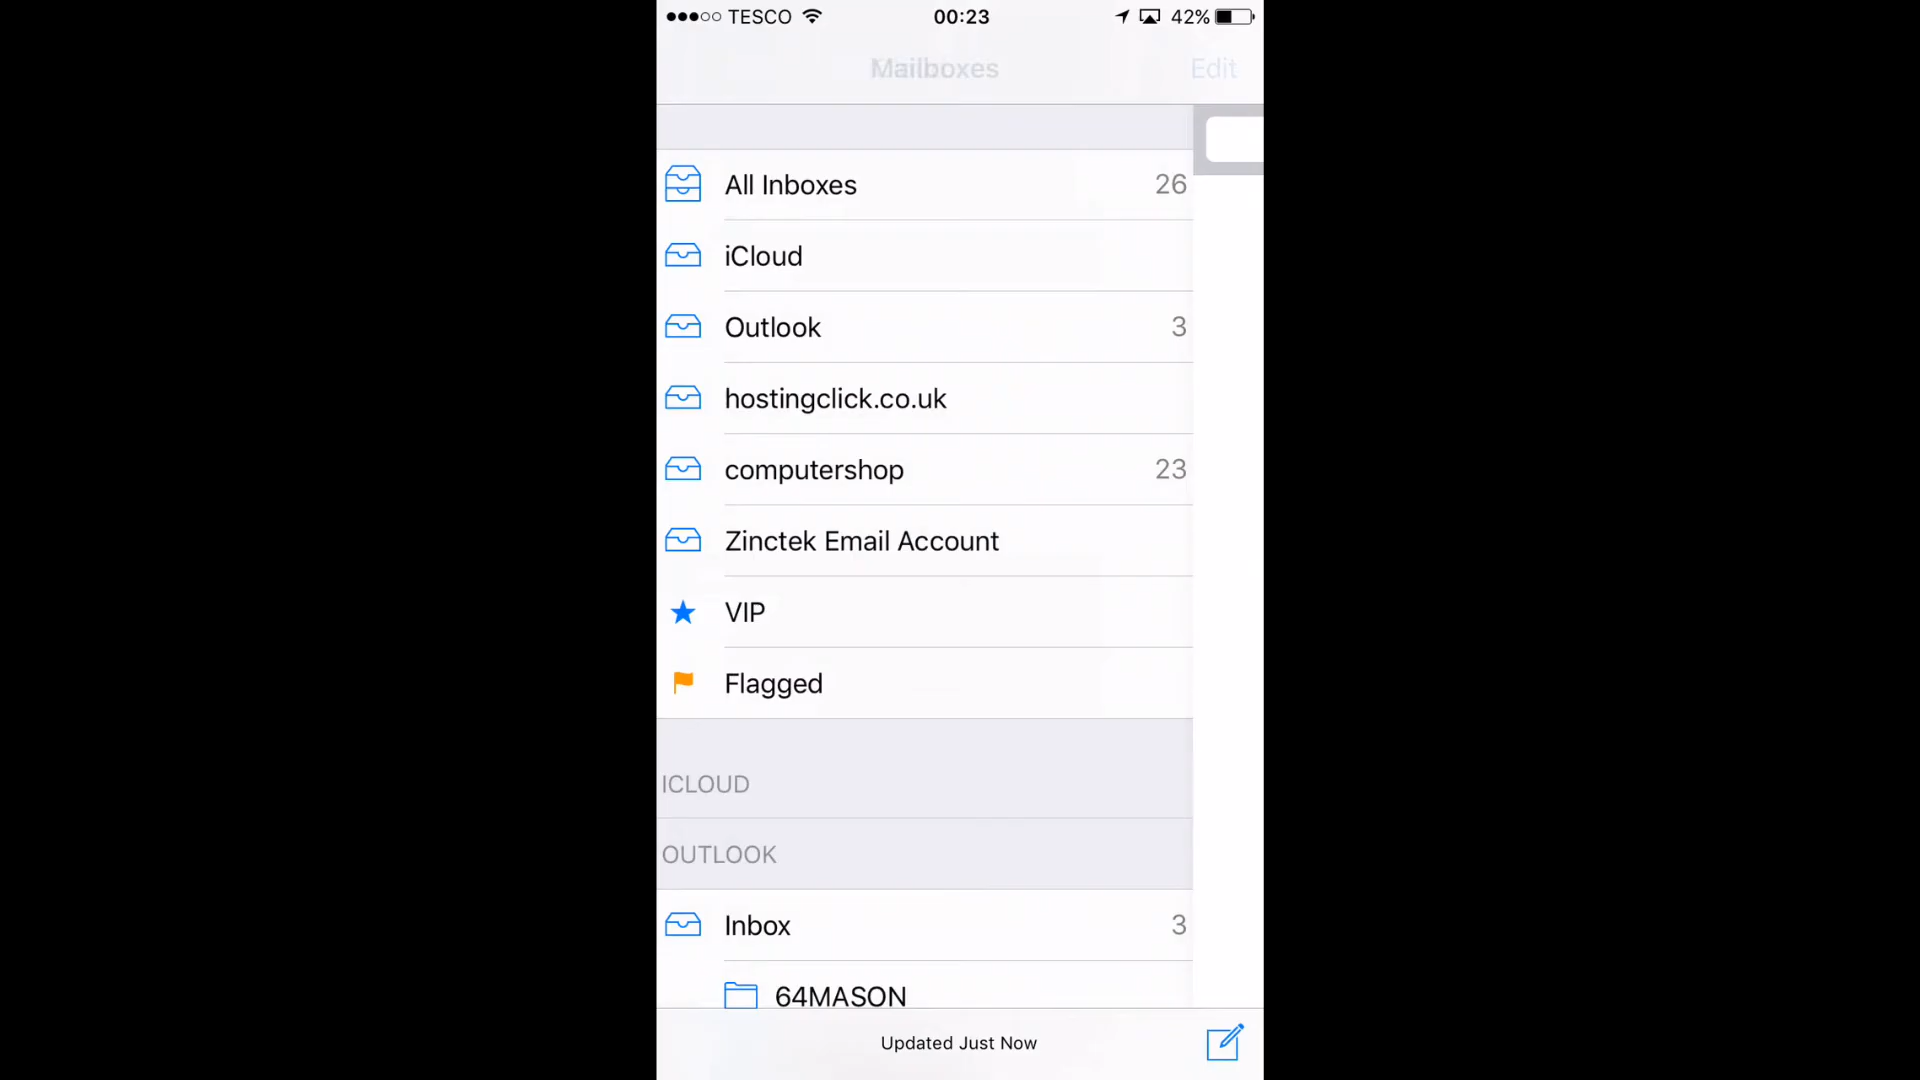 TESCO 00:23 42%
Mailboxes Edit
All Inboxes 26
iCloud
Outlook 3
hostingclick.co.uk
computershop 23
Zinctek Email Account
VIP
Flagged
ICLOUD
OUTLOOK
Inbox 3
64MASON
Updated Just Now